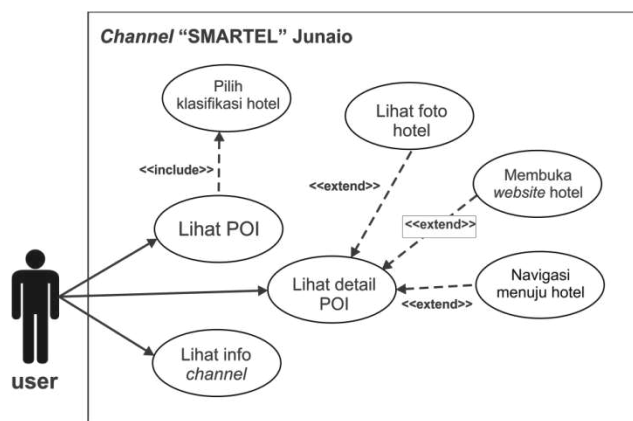 Channel “SMARTEL” Junaio
Pilih
klasifikasi hotel
Lihat foto
hotel
<<include>>
<<extend>>
Membuka
website hotel
<<extend>>
Lihat POI
Lihat detail
POI
Navigasi
menuju hotel
<<extend>>
Lihat info
channel
user